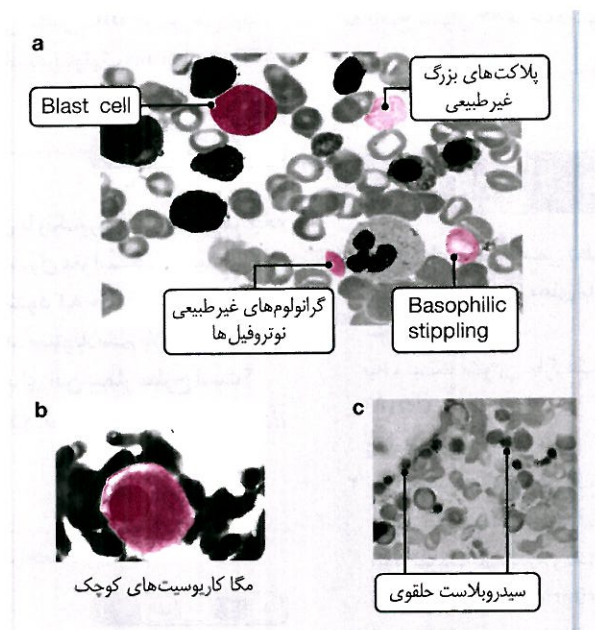 a
Blast cell
پلاکت‌های بزرگ
غیرطبیعی
گرانولوم‌های غیرطبیعی
نوتروفیل‌ها
Basophilic
stippling
b
مگا کاریوسیت‌های کوچک
c
سیدروبلاست حلقوی